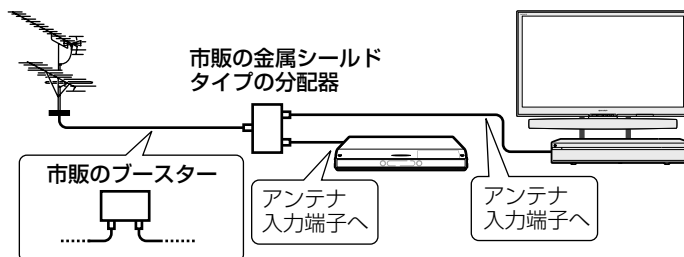 市販の金属シールド
タイプの分配器
市販のブースター
アンテナ
入力端子へ
アンテナ
入力端子へ